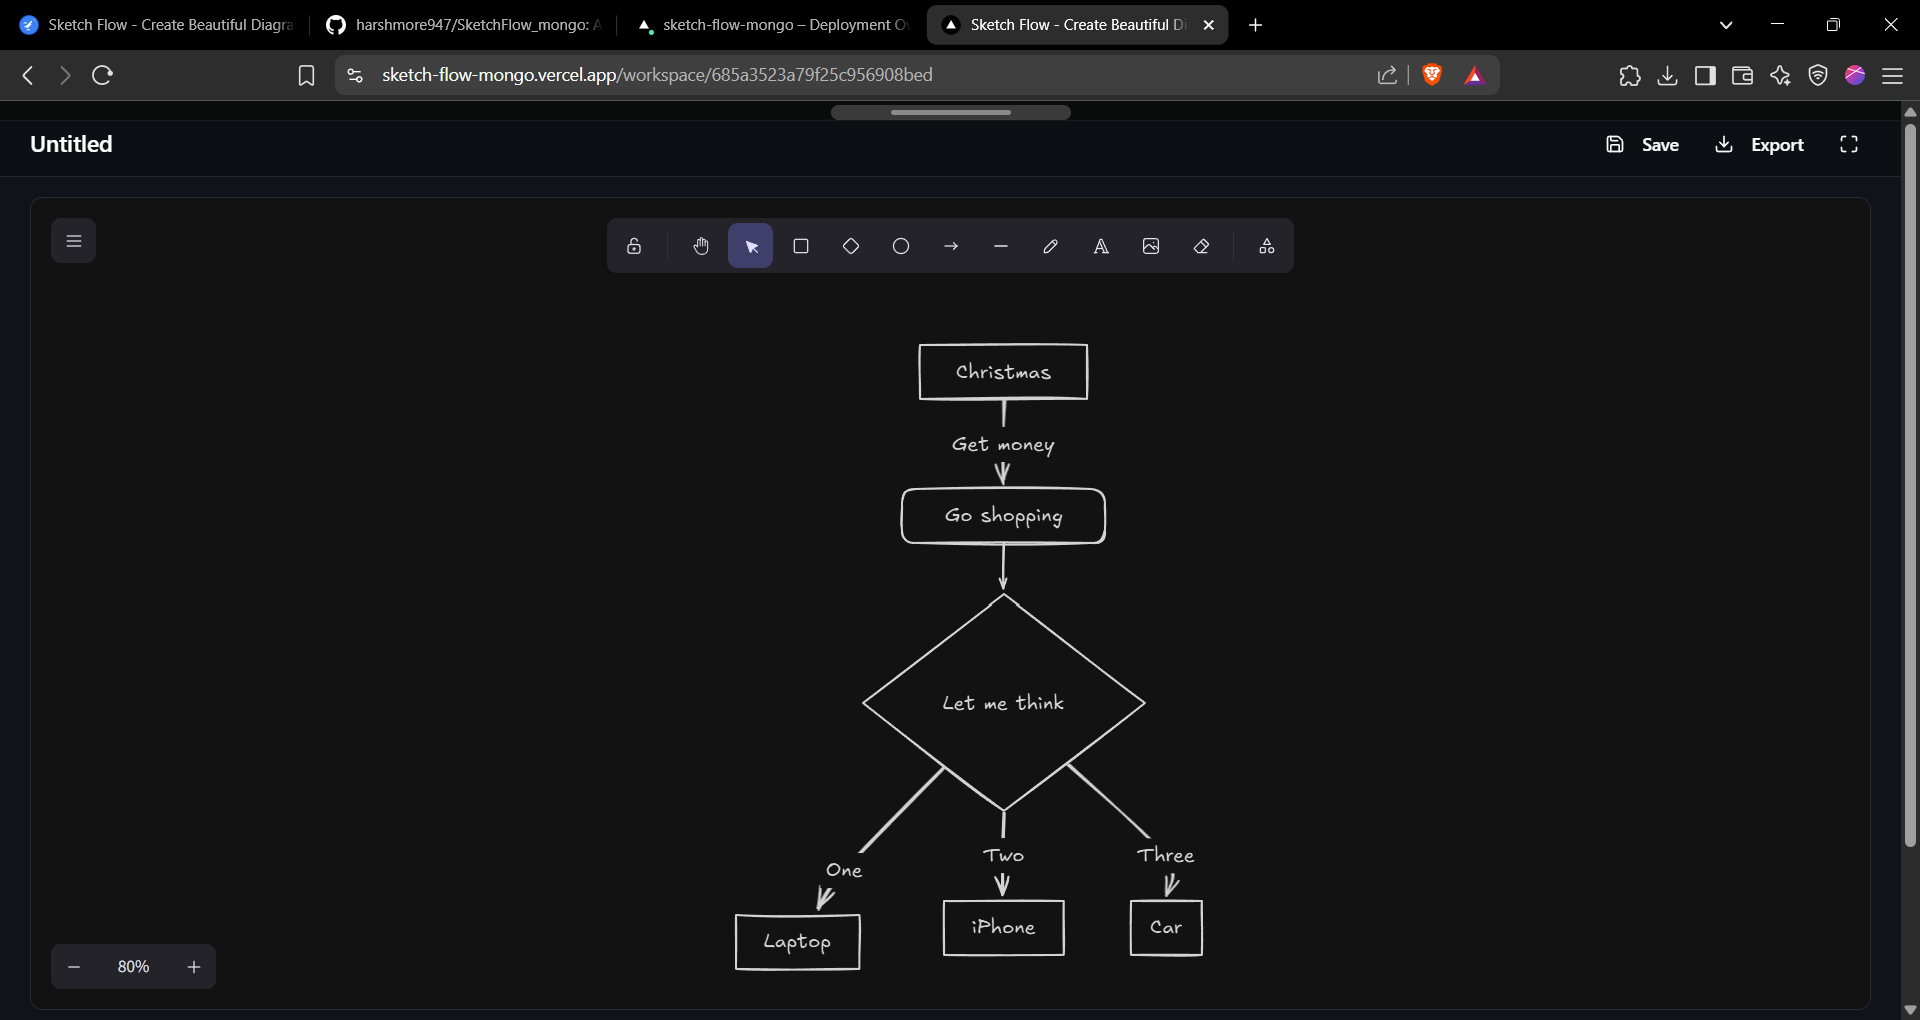 Sketch Flow - Create Beautiful Diagra
harshmore947/SketchFlow_mongo: A
sketch-flow-mongo – Deployment O
Sketch Flow - Create Beautiful Di
sketch-flow-mongo.vercel.app/workspace/685a3523a79f25c956908bed
Untitled
Save
Export
Christmas
Get money
Go shopping
Let me think
One
Two
Three
Laptop
iPhone
Car
80%